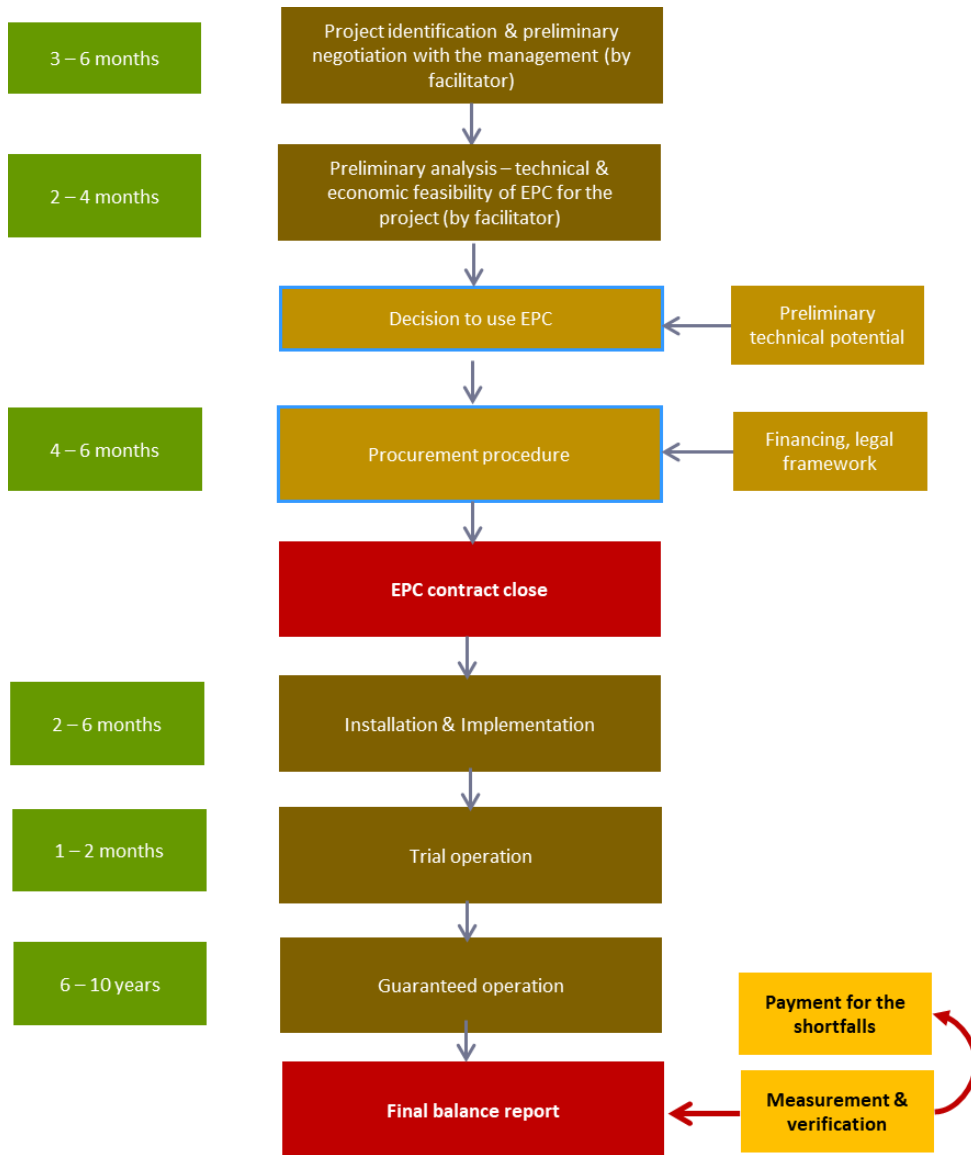 3 – 6 months
Project identification & preliminary
negotiation with the management (by
facilitator)
2 – 4 months
Preliminary analysis – technical &
economic feasibility of EPC for the
project (by facilitator)
Decision to use EPC
Preliminary
technical potential
4 – 6 months
Procurement procedure
Financing, legal
framework
EPC contract close
2 – 6 months
Installation & Implementation
1 – 2 months
Trial operation
6 – 10 years
Guaranteed operation
Payment for the
shortfalls
Final balance report
Measurement &
verification